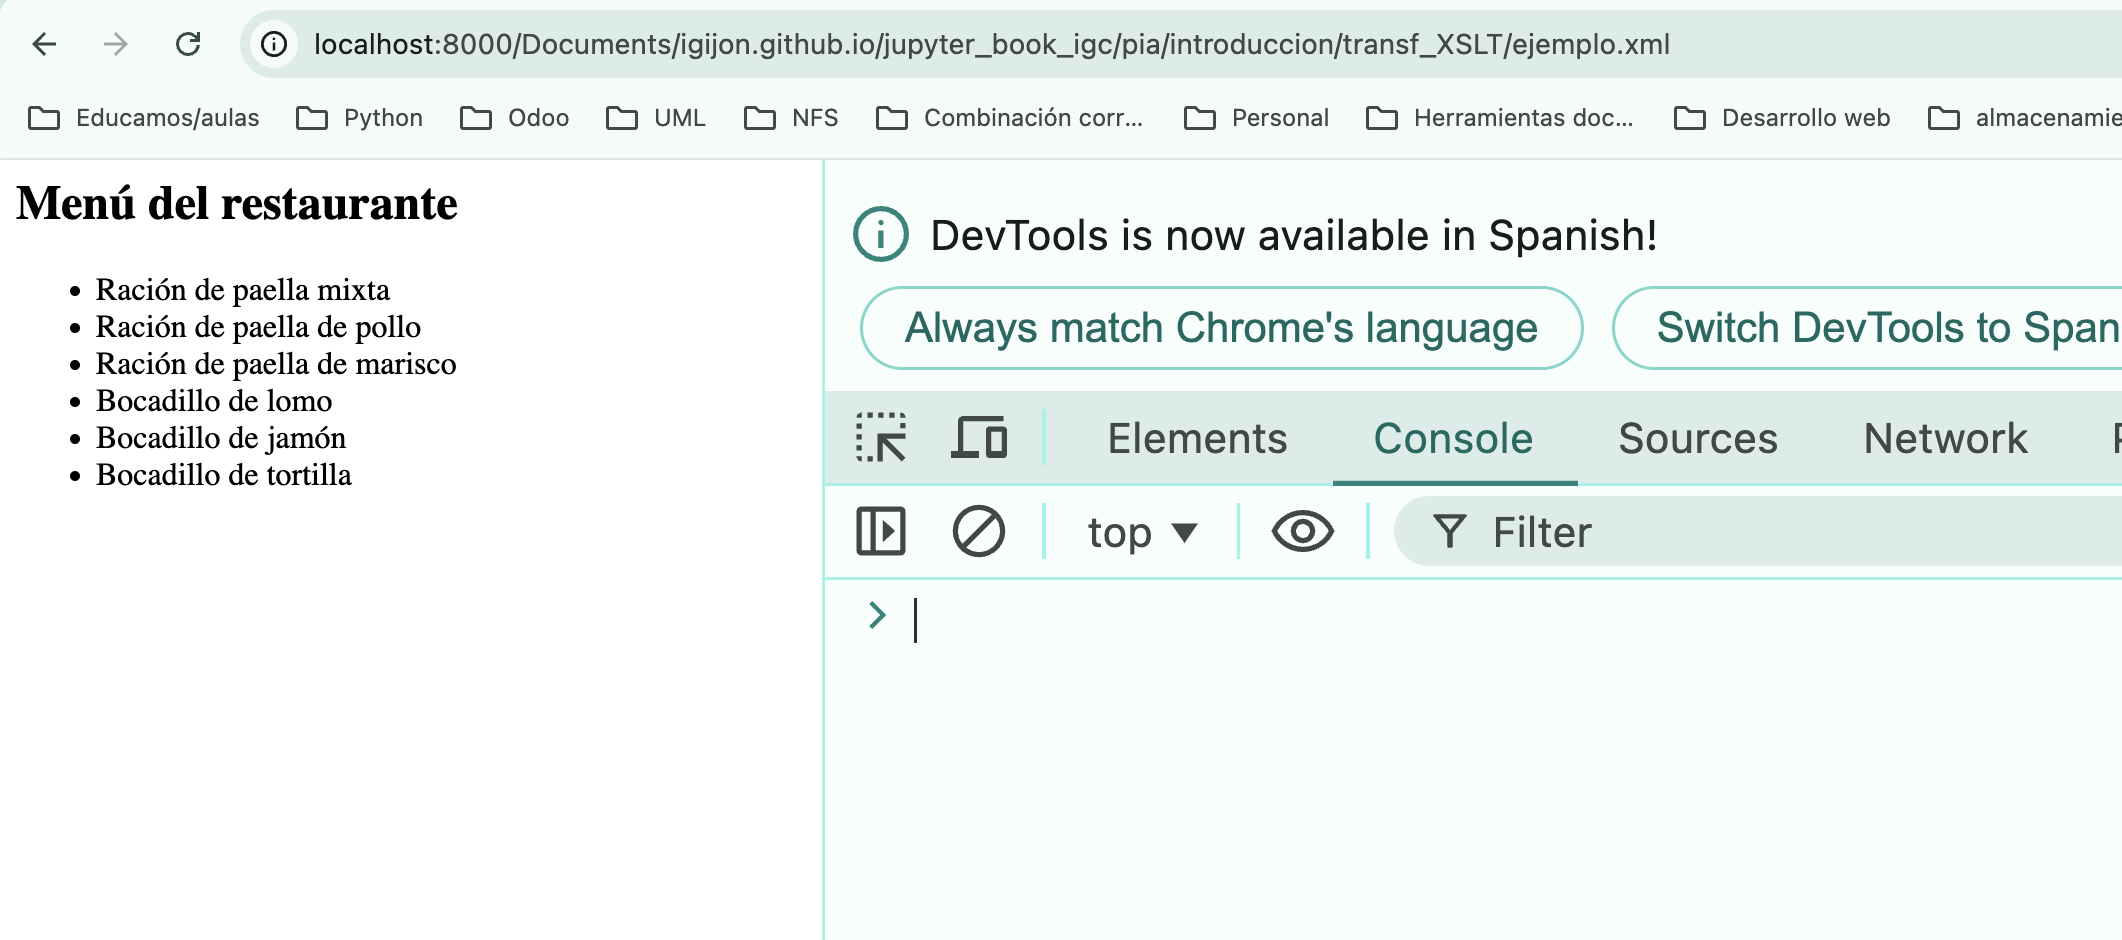 localhost:8000/Documents/igijon.github.io/jupyter_book_igc/pia/introduccion/transf_XSLT/ejemplo.xml
Educamos/aulas Python Odoo UML NFS Combinación corr... Personal Herramientas doc... Desarrollo web almacenamie
Menú del restaurante
• Ración de paella mixta
• Ración de paella de pollo
• Ración de paella de marisco
• Bocadillo de lomo
• Bocadillo de jamón
• Bocadillo de tortilla
DevTools is now available in Spanish!
Always match Chrome's language Switch DevTools to Span
Elements Console Sources Network
top Filter